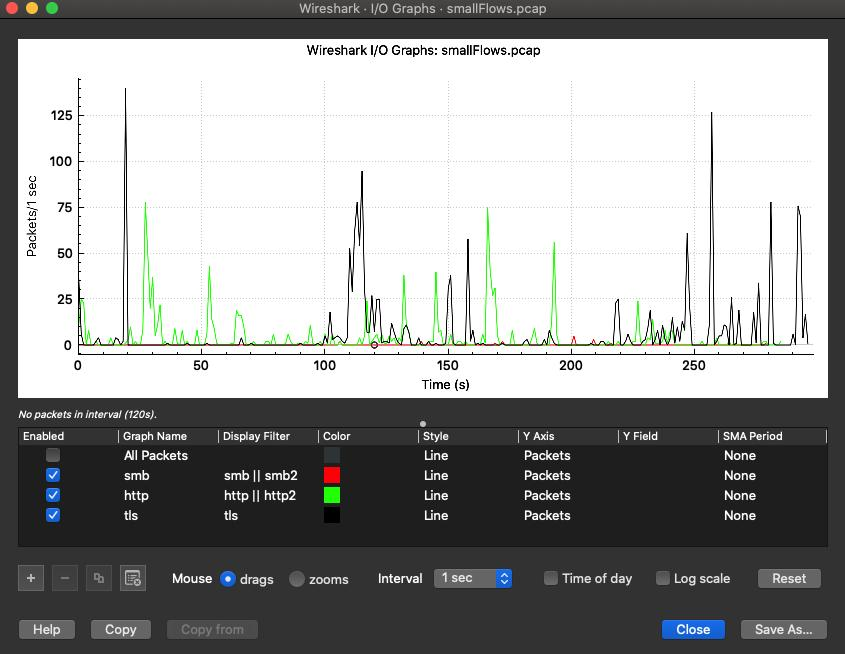 Wireshark · I/O Graphs · smallFlows.pcap
Wireshark I/O Graphs: smallFlows.pcap
Packets/1 sec
125
100
75
50
25
0
0 50 100 150 200 250
Time (s)
No packets in interval (120s).
Enabled Graph Name Display Filter Color Style Y Axis Y Field SMA Period
All Packets Line Packets None
smb smb || smb2 Line Packets None
http http || http2 Line Packets None
tls tls Line Packets None
+ − Mouse drags zooms Interval 1 sec Time of day Log scale Reset
Help Copy Copy from Close Save As...